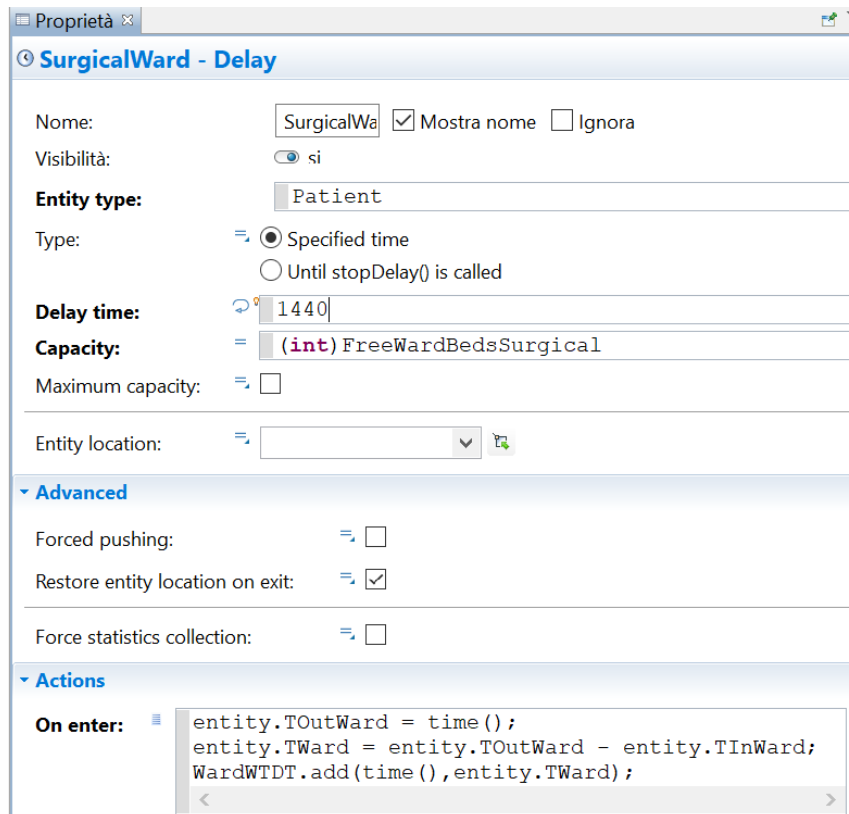 Proprietà
SurgicalWard - Delay
Nome: SurgicalWa Mostra nome Ignora
Visibilità: si
Entity type: Patient
Type: Specified time
Until stopDelay() is called
Delay time: 1440
Capacity: (int)FreeWardBedsSurgical
Maximum capacity:
Entity location:
Advanced
Forced pushing:
Restore entity location on exit:
Force statistics collection:
Actions
On enter: entity.TOutWard = time();
entity.TWard = entity.TOutWard - entity.TInWard;
WardWTDT.add(time(),entity.TWard);